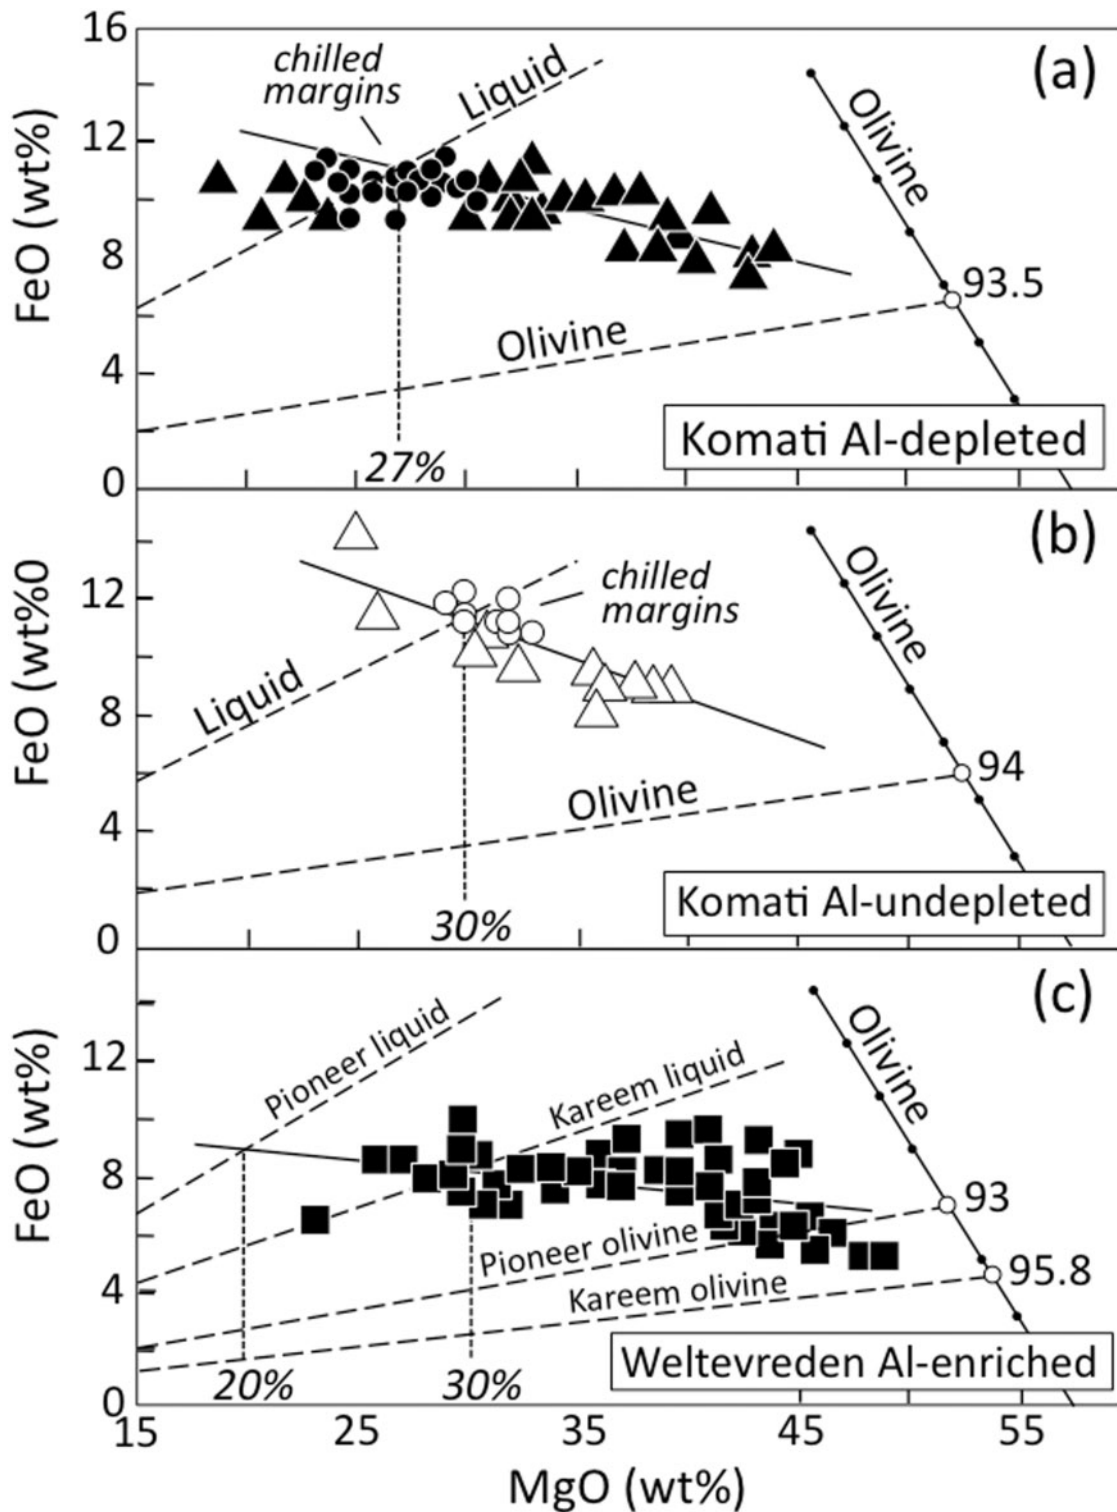 16
(a)
chilled
margins
Liquid
Olivine
12
FeO (wt%)
8
93.5
Olivine
4
Komati Al-depleted
27%
0
(b)
Olivine
chilled
margins
12
FeO (wt%0
Liquid
8
94
Olivine
4
Komati Al-undepleted
30%
0
(c)
Pioneer liquid
Olivine
Kareem liquid
12
FeO (wt%)
8
93
Pioneer olivine
95.8
Kareem olivine
4
Weltevreden Al-enriched
20%
30%
0
15 25 35 45 55
MgO (wt%)